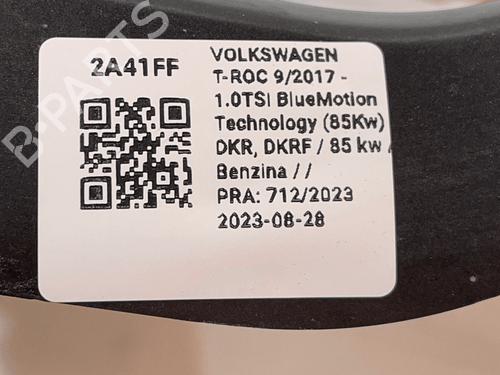 2A41FF
VOLKSWAGEN
T-ROC 9/2017 -
1.0TSI BlueMotion
Technology (85Kw)
DKR, DKRF / 85 kw /
Benzina / /
PRA: 712/2023
2023-08-28
B-PARTS